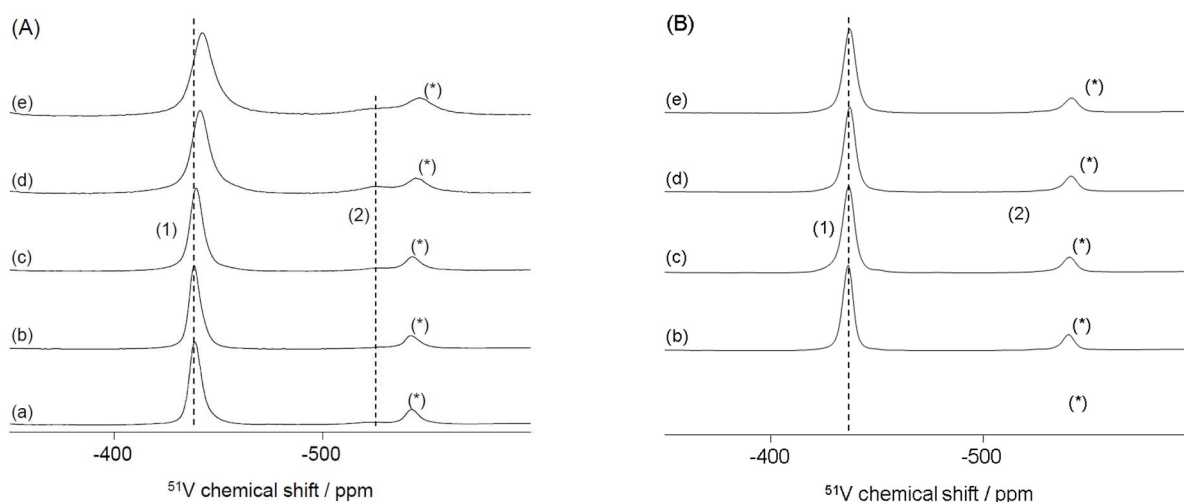 (A)
(*)
(e)
(*)
(d)
(1)
(2)
(*)
(c)
(*)
(b)
(*)
(a)
-400
-500
⁵¹V chemical shift / ppm
(B)
(*)
(e)
(*)
(d)
(1)
(2)
(*)
(c)
(*)
(b)
(*)
-400
-500
⁵¹V chemical shift / ppm